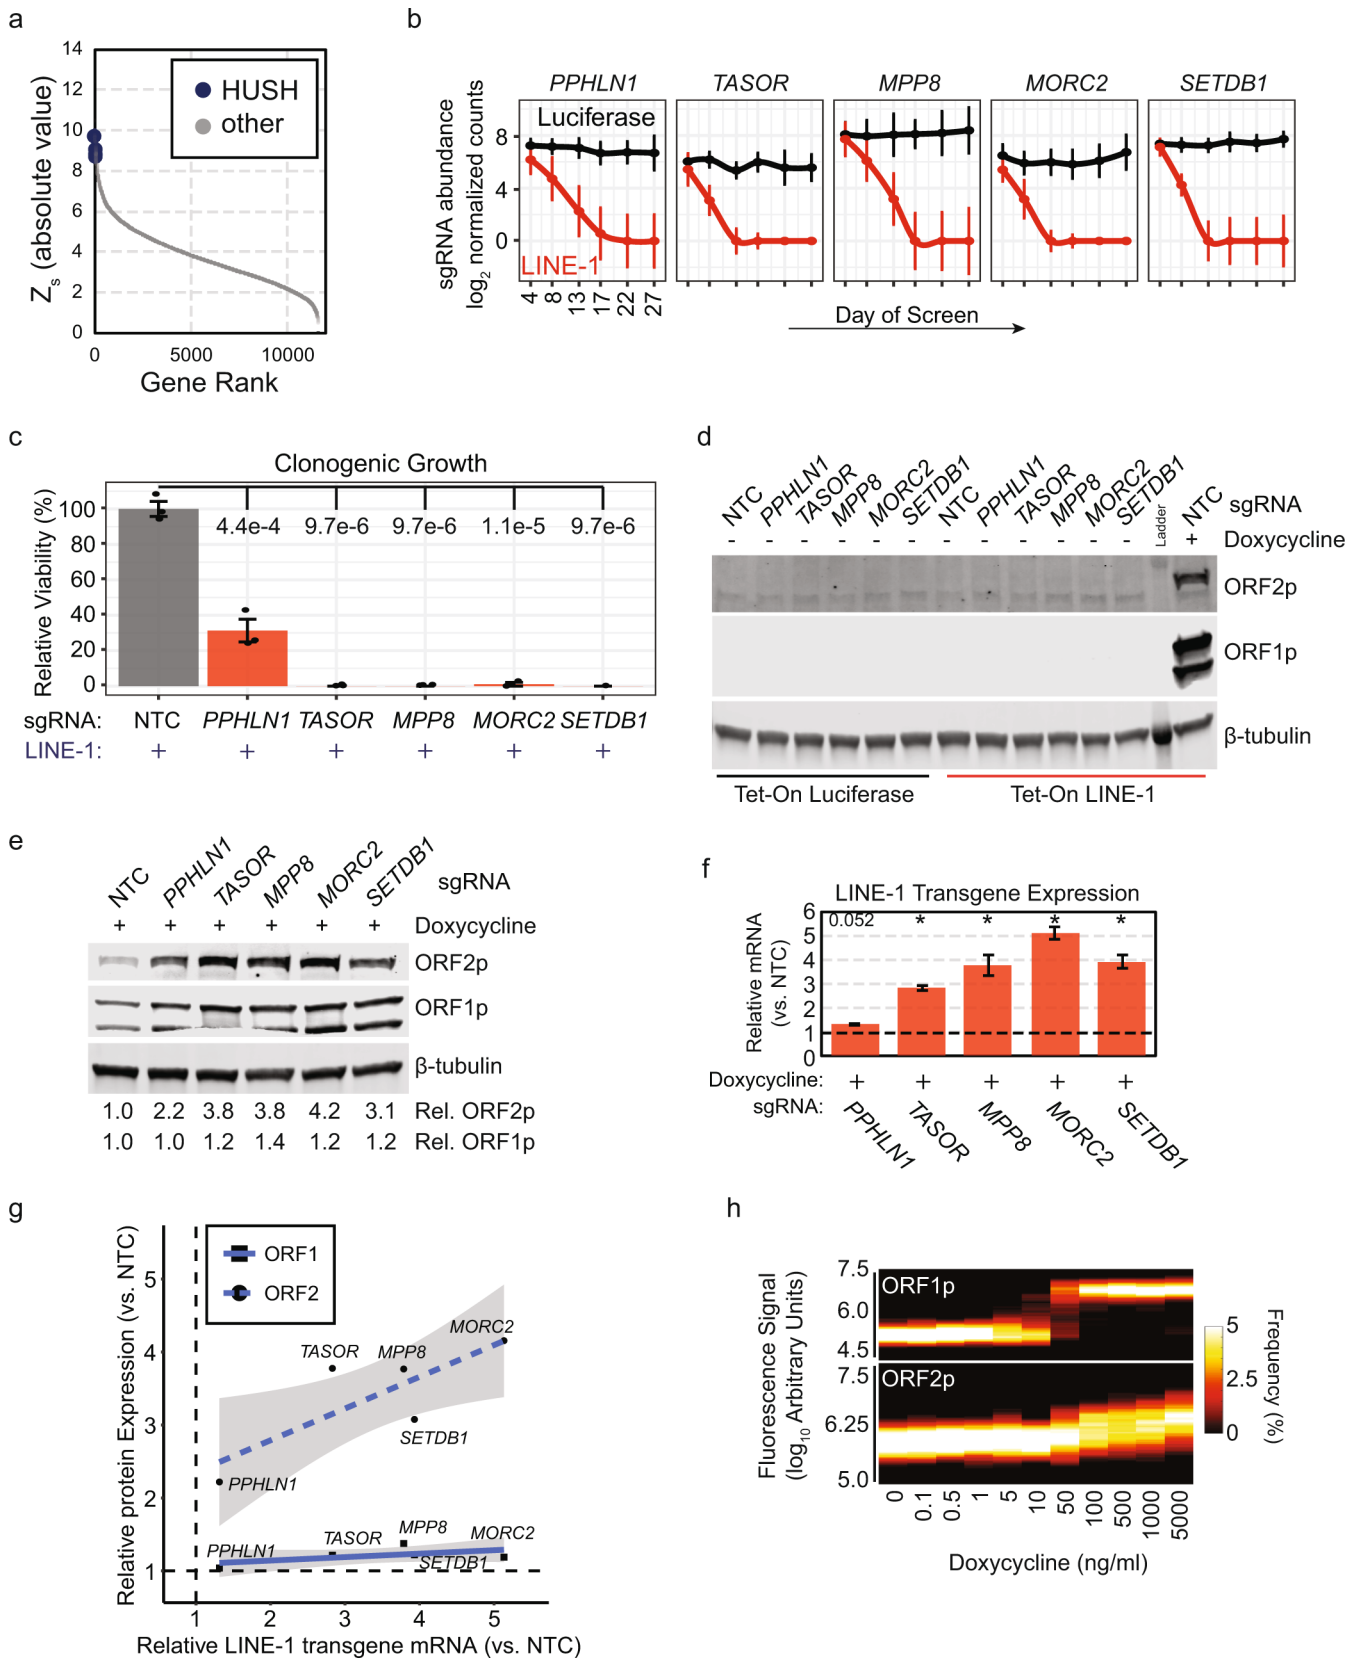 a
14
12
10
8
6
4
2
0
Zs (absolute value)
HUSH
other
0 5000 10000
Gene Rank
b
PPHLN1 TASOR MPP8 MORC2 SETDB1
sgRNA abundance
log2 normalized counts
8
4
0
Luciferase
LINE-1
4 8 13 17 22 27
Day of Screen
c
Clonogenic Growth
Relative Viability (%)
100
80
60
40
20
0
4.4e-4 9.7e-6 9.7e-6 1.1e-5 9.7e-6
sgRNA: NTC PPHLN1 TASOR MPP8 MORC2 SETDB1
LINE-1: + + + + + +
d
NTC PPHLN1 TASOR MPP8 MORC2 SETDB1 NTC PPHLN1 TASOR MPP8 MORC2 SETDB1 Ladder NTC sgRNA
- - - - - - - - - - - - + Doxycycline
ORF2p
ORF1p
β-tubulin
Tet-On Luciferase Tet-On LINE-1
e
NTC PPHLN1 TASOR MPP8 MORC2 SETDB1 sgRNA
+ + + + + + Doxycycline
ORF2p
ORF1p
β-tubulin
1.0 2.2 3.8 3.8 4.2 3.1 Rel. ORF2p
1.0 1.0 1.2 1.4 1.2 1.2 Rel. ORF1p
f
LINE-1 Transgene Expression
Relative mRNA
(vs. NTC)
6
5
4
3
2
1
0
0.052 * * * *
Doxycycline: + + + + +
sgRNA: PPHLN1 TASOR MPP8 MORC2 SETDB1
g
Relative protein Expression (vs. NTC)
5
4
3
2
1
ORF1
ORF2
MORC2
TASOR MPP8
SETDB1
PPHLN1
MPP8 MORC2
TASOR
PPHLN1
SETDB1
1 2 3 4 5
Relative LINE-1 transgene mRNA (vs. NTC)
h
Fluorescence Signal
(log10 Arbitrary Units)
7.5
6.0
4.5
ORF1p
7.5
6.25
5.0
ORF2p
5
2.5
0
Frequency (%)
0 0.1 0.5 1 5 10 50 100 500 1000 5000
Doxycycline (ng/ml)